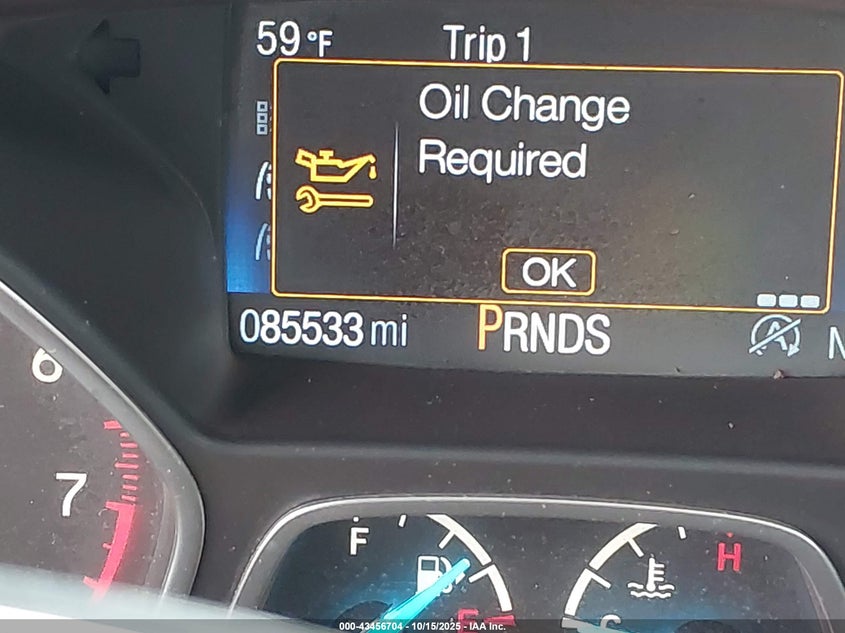 59°F Trip 1
Oil Change
Required
OK
085533 mi PRNDS A N
6
7
F H
E C
000-43456704 - 10/15/2025 - IAA Inc.